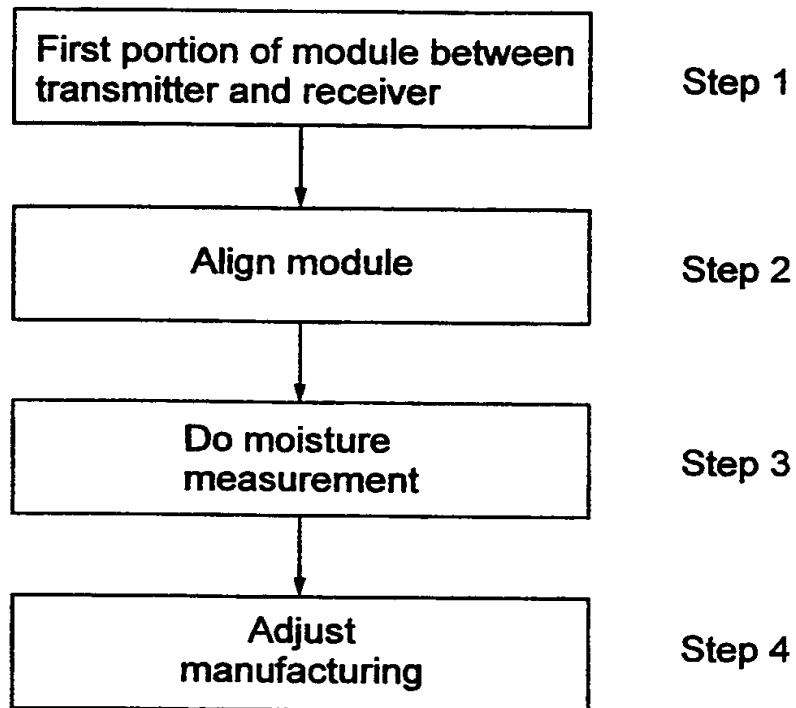 First portion of module between
transmitter and receiver
Step 1
Align module
Step 2
Do moisture
measurement
Step 3
Adjust
manufacturing
Step 4